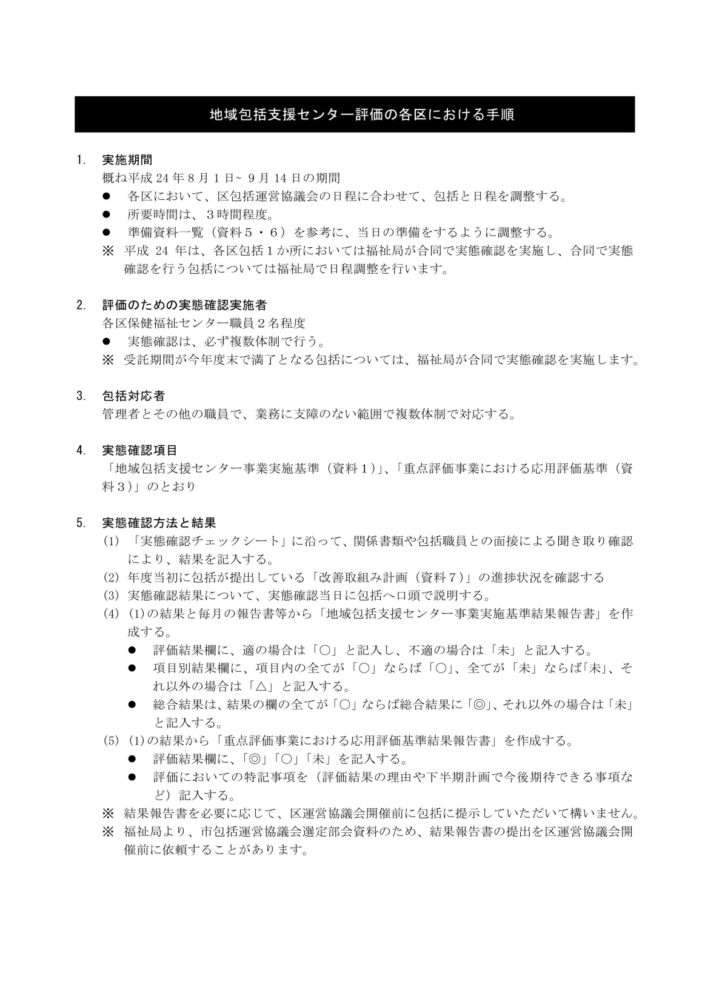 地域包括支援センター評価の各区における手順
1. 実施期間
概ね平成 24 年 8 月 1 日~ 9 月 14 日の期間
● 各区において、区包括運営協議会の日程に合わせて、包括と日程を調整する。
● 所要時間は、３時間程度。
● 準備資料一覧（資料５・６）を参考に、当日の準備をするように調整する。
※ 平成 24 年は、各区包括１か所においては福祉局が合同で実態確認を実施し、合同で実態
確認を行う包括については福祉局で日程調整を行います。
2. 評価のための実態確認実施者
各区保健福祉センター職員２名程度
● 実態確認は、必ず複数体制で行う。
※ 受託期間が今年度末で満了となる包括については、福祉局が合同で実態確認を実施します。
3. 包括対応者
管理者とその他の職員で、業務に支障のない範囲で複数体制で対応する。
4. 実態確認項目
「地域包括支援センター事業実施基準（資料１）」、「重点評価事業における応用評価基準（資
料３）」のとおり
5. 実態確認方法と結果
(1) 「実態確認チェックシート」に沿って、関係書類や包括職員との面接による聞き取り確認
により、結果を記入する。
(2) 年度当初に包括が提出している「改善取組み計画（資料７）」の進捗状況を確認する
(3) 実態確認結果について、実態確認当日に包括へ口頭で説明する。
(4) (1)の結果と毎月の報告書等から「地域包括支援センター事業実施基準結果報告書」を作
成する。
● 評価結果欄に、適の場合は「○」と記入し、不適の場合は「未」と記入する。
● 項目別結果欄に、項目内の全てが「○」ならば「○」、全てが「未」ならば「未」、そ
れ以外の場合は「△」と記入する。
● 総合結果は、結果の欄の全てが「○」ならば総合結果に「◎」、それ以外の場合は「未」
と記入する。
(5) (1)の結果から「重点評価事業における応用評価基準結果報告書」を作成する。
● 評価結果欄に、「◎」「○」「未」を記入する。
● 評価においての特記事項を（評価結果の理由や下半期計画で今後期待できる事項な
ど）記入する。
※ 結果報告書を必要に応じて、区運営協議会開催前に包括に提示していただいて構いません。
※ 福祉局より、市包括運営協議会選定部会資料のため、結果報告書の提出を区運営協議会開
催前に依頼することがあります。